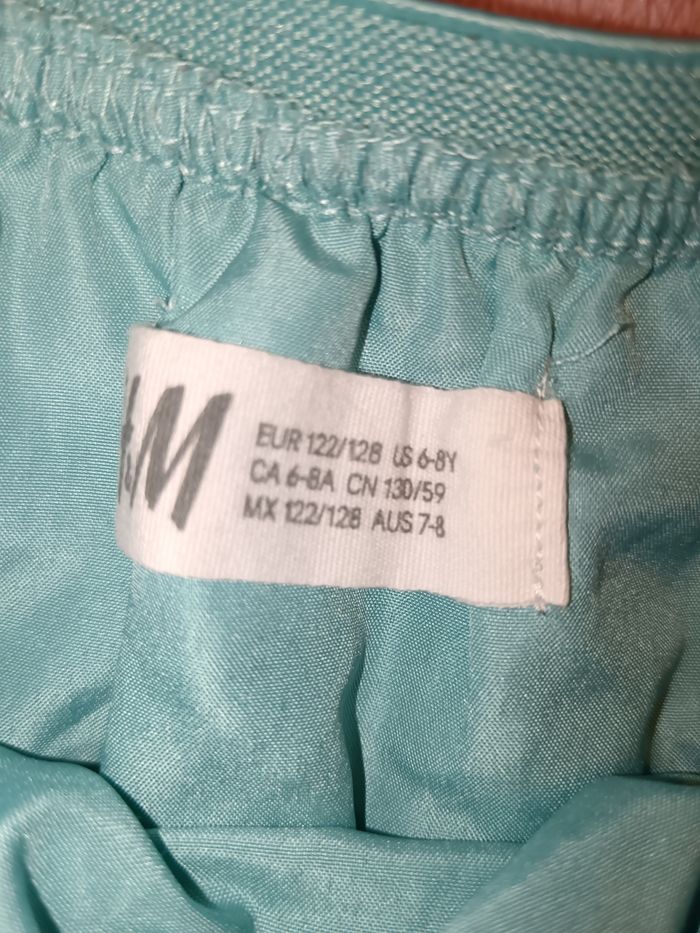 H&M
EUR 122/128 US 6-8Y
CA 6-8A CN 130/59
MX 122/128 AUS 7-8